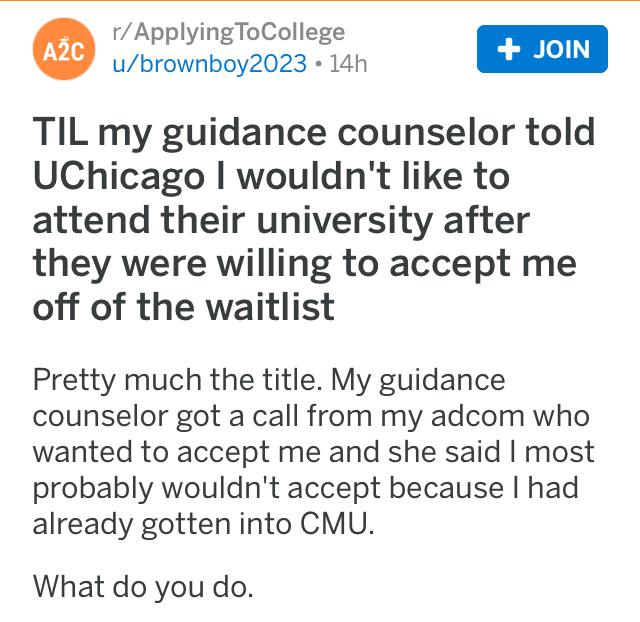 r/ApplyingToCollege
A2C
u/brownboy2023 • 14h
+ JOIN
TIL my guidance counselor told
UChicago I wouldn't like to
attend their university after
they were willing to accept me
off of the waitlist
Pretty much the title. My guidance
counselor got a call from my adcom who
wanted to accept me and she said I most
probably wouldn't accept because I had
already gotten into CMU.
What do you do.